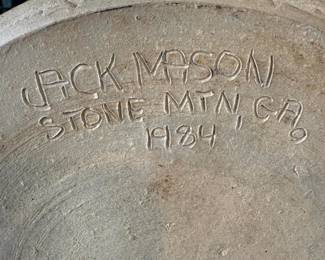 JACK MASON
STONE MTN, GA.
1984